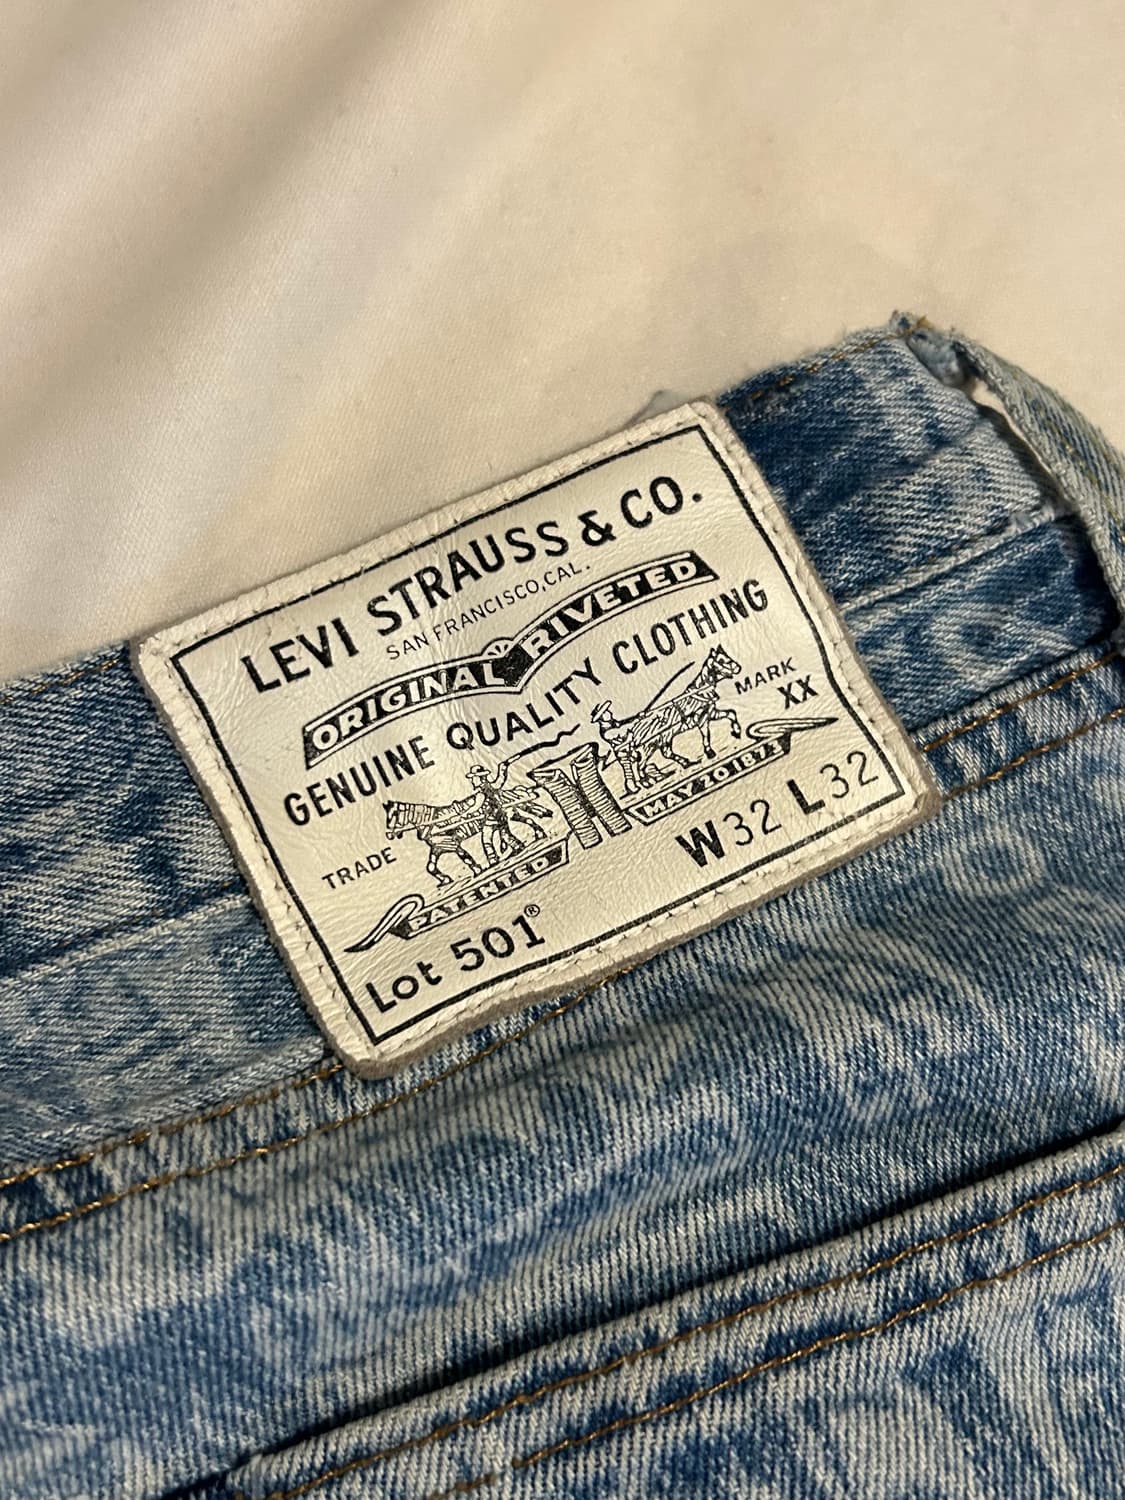 LEVI STRAUSS & CO.
SAN FRANCISCO, CAL.
ORIGINAL RIVETED
GENUINE QUALITY CLOTHING
TRADE MARK
XX
PATENTED MAY 20 1873
Lot 501® W32 L32